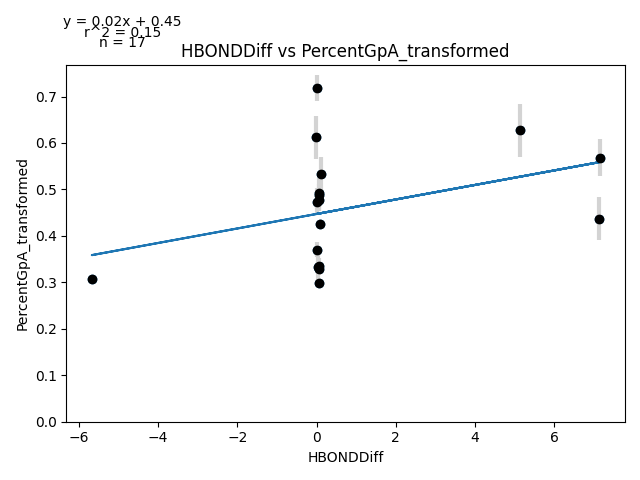 y = 0.02x + 0.45
r^2 = 0.15
n = 17
HBONDDiff vs PercentGpA_transformed
PercentGpA_transformed
0.7
0.6
0.5
0.4
0.3
0.2
0.1
0.0
−6
−4
−2
0
2
4
6
HBONDDiff